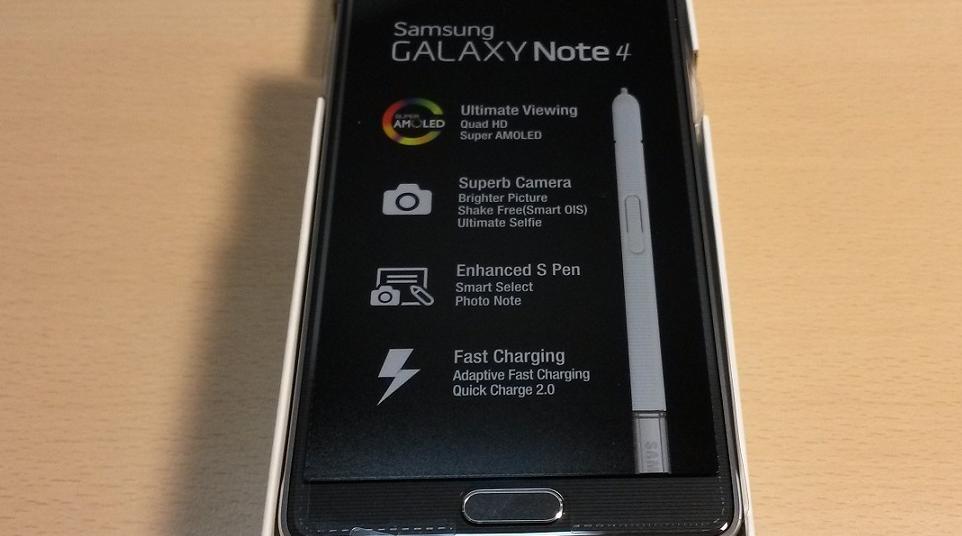 Samsung
GALAXY Note 4
SUPER
AMOLED
Ultimate Viewing
Quad HD
Super AMOLED
Superb Camera
Brighter Picture
Shake Free(Smart OIS)
Ultimate Selfie
Enhanced S Pen
Smart Select
Photo Note
Fast Charging
Adaptive Fast Charging
Quick Charge 2.0
SAM